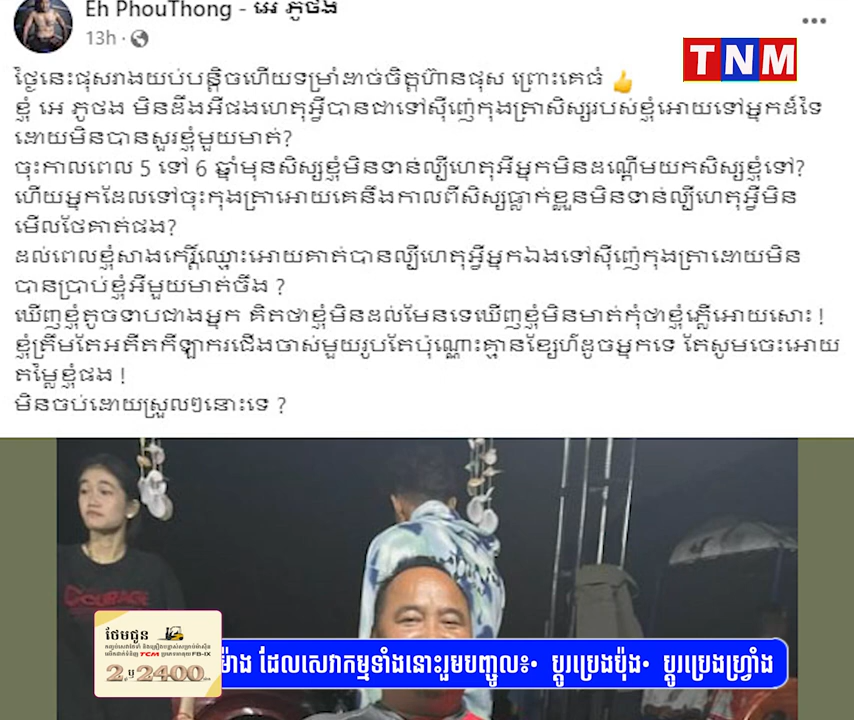 Eh PhouThong - អេ ភូថង
13h
TNM
ថ្ងៃនេះផុសរាងយប់បន្តិចហើយទម្រាំដាច់ចិត្តហ៊ានផុស ព្រោះគេធំ 👍
ខ្ញុំ អេ ភូថង មិនដឹងអីផងហេតុអ្វីបានជាទៅស៊ីញ៉េកុងត្រាសិស្សរបស់ខ្ញុំអោយទៅអ្នកដ៍ទៃ
ដោយមិនបានសួរខ្ញុំមួយមាត់?
ចុះកាលពេល 5 ទៅ 6 ឆ្នាំមុនសិស្សខ្ញុំមិនទាន់ល្បីហេតុអីអ្នកមិនដណ្ដើមយកសិស្សខ្ញុំទៅ?
ហើយអ្នកដែលទៅចុះកុងត្រាអោយគេនឹងកាលពីសិស្សធ្លាក់ខ្លួនមិនទាន់ល្បីហេតុអ្វីមិន
មើលថែគាត់ផង?
ដល់ពេលខ្ញុំសាងកេរ្តិ៍ឈ្មោះអោយគាត់បានល្បីហេតុអ្វីអ្នកឯងទៅស៊ីញ៉េកុងត្រាដោយមិន
បានប្រាប់ខ្ញុំអីមួយមាត់ចឹង ?
ឃើញខ្ញុំតូចទាបជាងអ្នក គិតថាខ្ញុំមិនដល់មែនទេឃើញខ្ញុំមិនមាត់កុំថាខ្ញុំភ្លើអោយសោះ !
ខ្ញុំត្រឹមតែអតីតកីឡាករជើងចាស់មួយរូបតែប៉ុណ្ណោះគ្មានខ្សែហ៍ដូចអ្នកទេ តែសូមចេះអោយ
តម្លៃខ្ញុំផង !
មិនចប់ដោយស្រួលៗនោះទេ ?
COURAGE
ថែមជូន
TCM
FB-IX
2ឬ2400
ម៉ាង ដែលសេវាកម្មទាំងនោះរួមបញ្ចូល៖• ប្តូរប្រេងប៉ុង• ប្តូរប្រេងហ្វ្រាំង